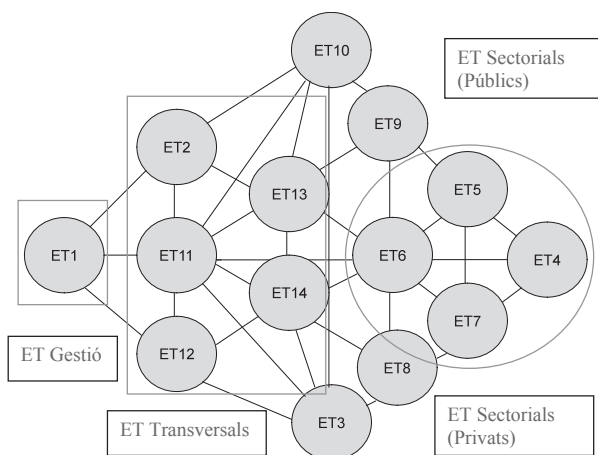 ET10
ET Sectorials
(Públics)
ET9
ET2
ET5
ET13
ET1
ET11
ET6
ET4
ET14
ET7
ET Gestió
ET12
ET8
ET Transversals
ET3
ET Sectorials
(Privats)